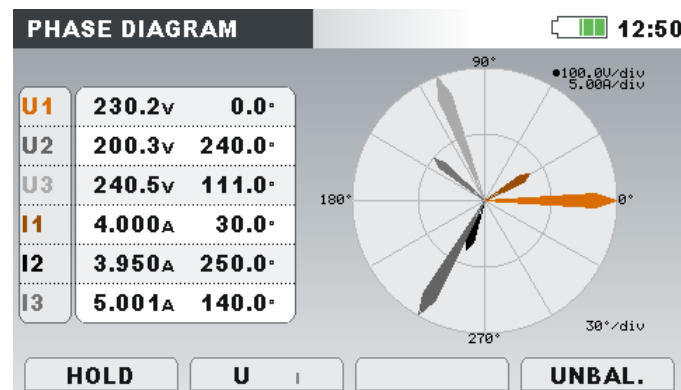 PHASE DIAGRAM 12:50
90°
●100.0V/div
5.00A/div
U1 230.2V 0.0°
U2 200.3V 240.0°
U3 240.5V 111.0°
180° 0°
I1 4.000A 30.0°
I2 3.950A 250.0°
I3 5.001A 140.0°
30°/div
270°
HOLD U I UNBAL.